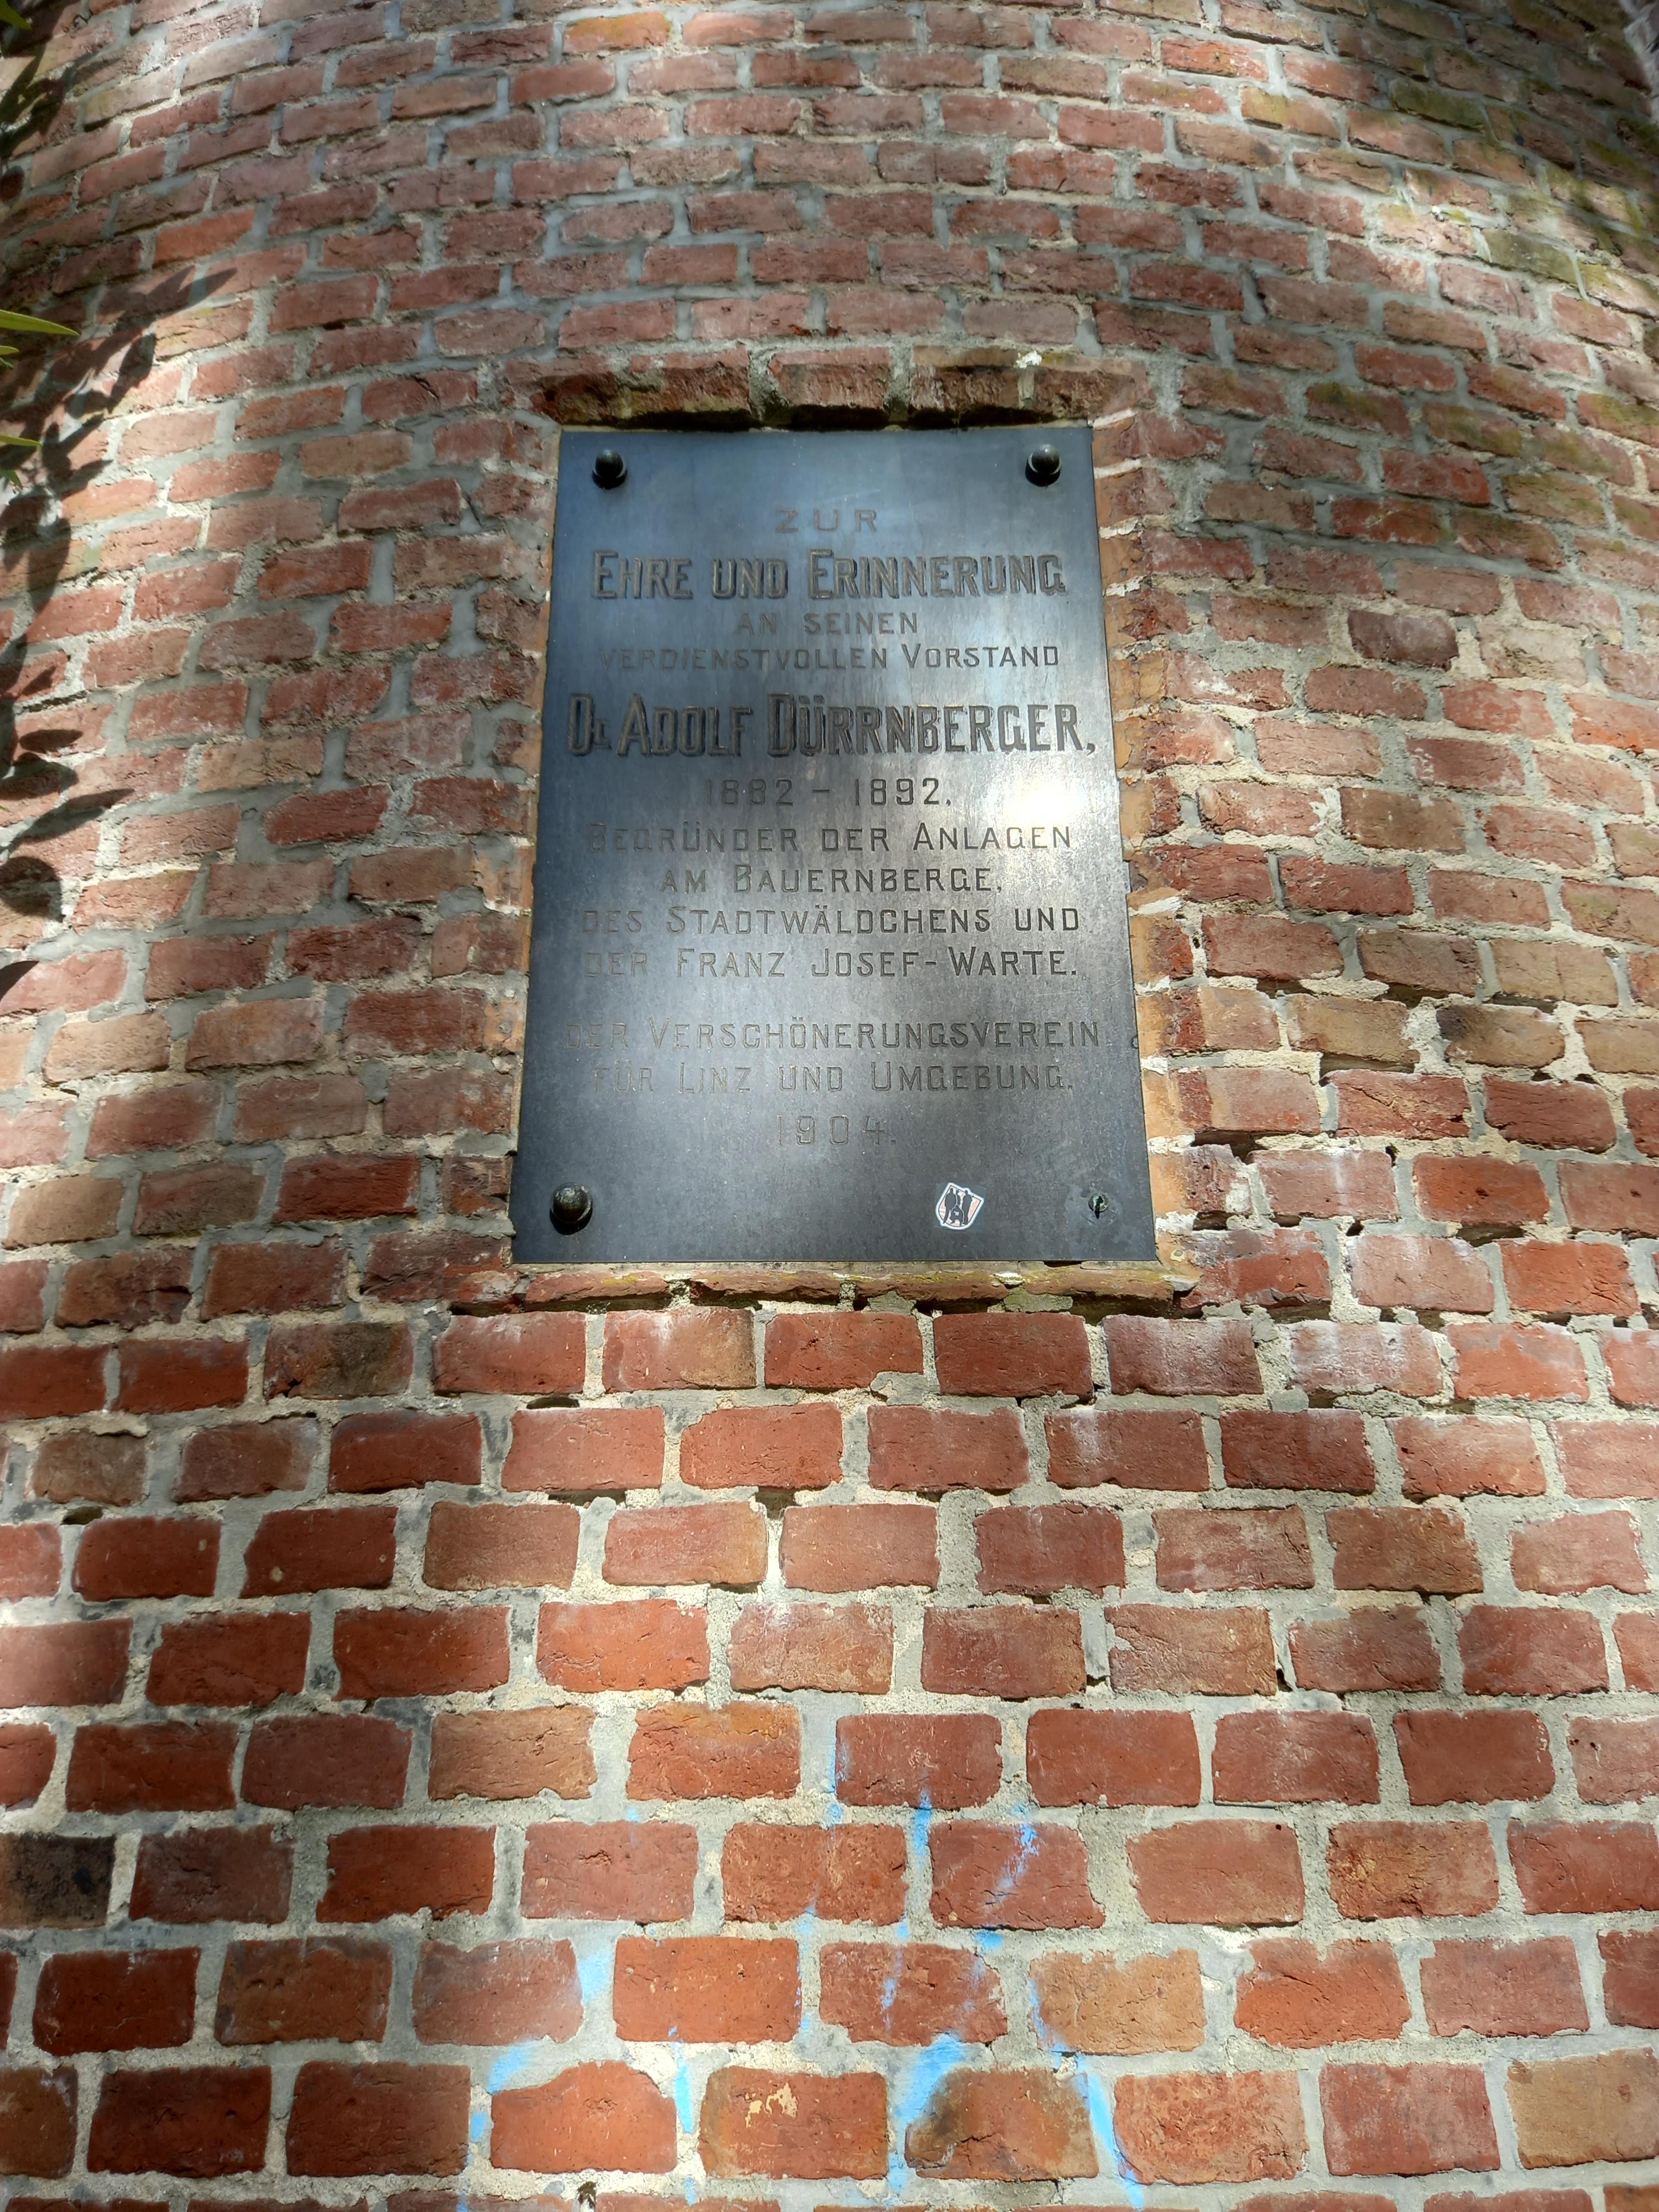 ZUR
EHRE UND ERINNERUNG
AN SEINEN
VERDIENSTVOLLEN VORSTAND
DR. ADOLF DÜRRNBERGER,
1882 – 1892.
BEGRÜNDER DER ANLAGEN
AM BAUERNBERGE,
DES STADTWÄLDCHENS UND
DER FRANZ JOSEF-WARTE.
DER VERSCHÖNERUNGSVEREIN
FÜR LINZ UND UMGEBUNG.
1904.